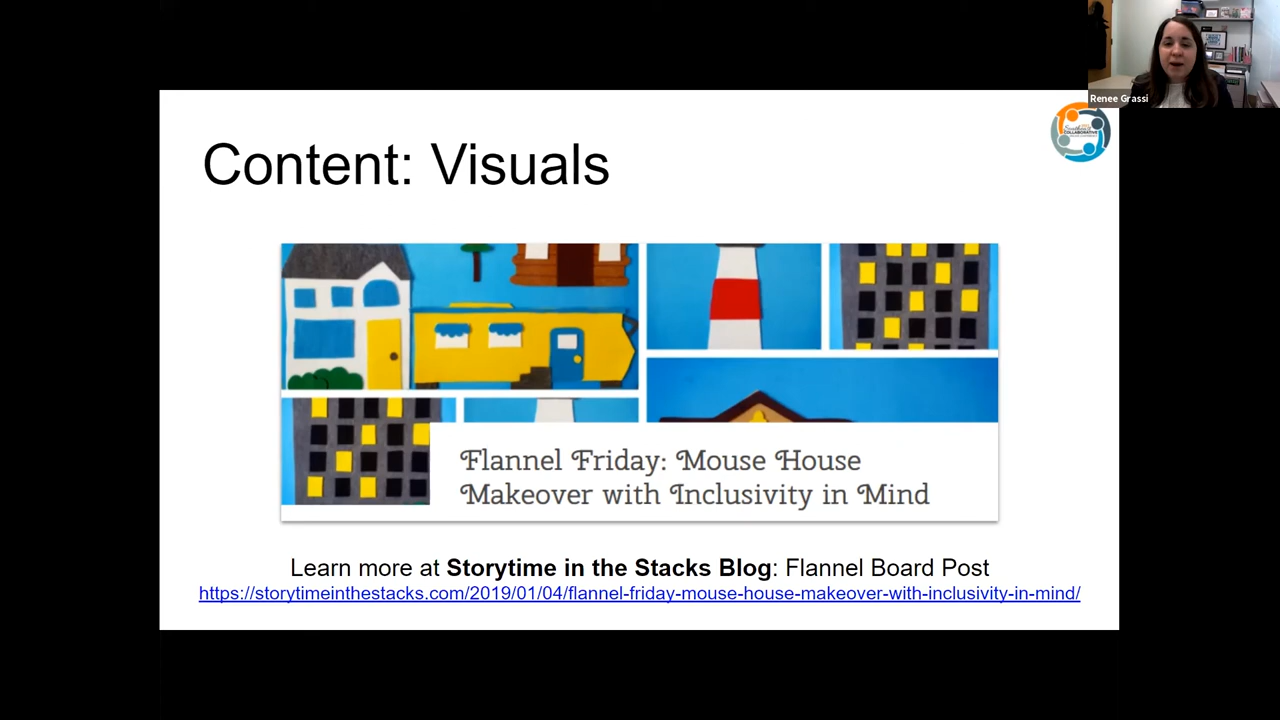 Renee Grassi
Southeast
COLLABORATIVE
Content: Visuals
Flannel Friday: Mouse House
Makeover with Inclusivity in Mind
Learn more at Storytime in the Stacks Blog: Flannel Board Post
https://storytimeinthestacks.com/2019/01/04/flannel-friday-mouse-house-makeover-with-inclusivity-in-mind/